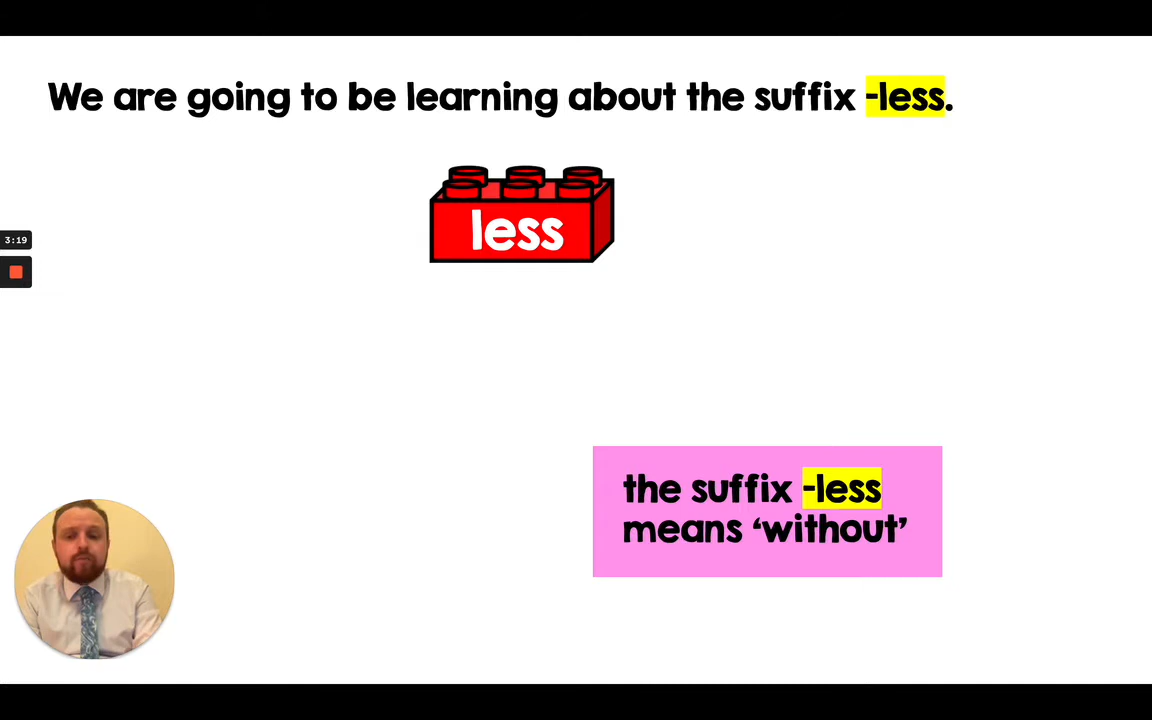 We are going to be learning about the suffix -less.
less
3:19
the suffix -less
means ‘without’